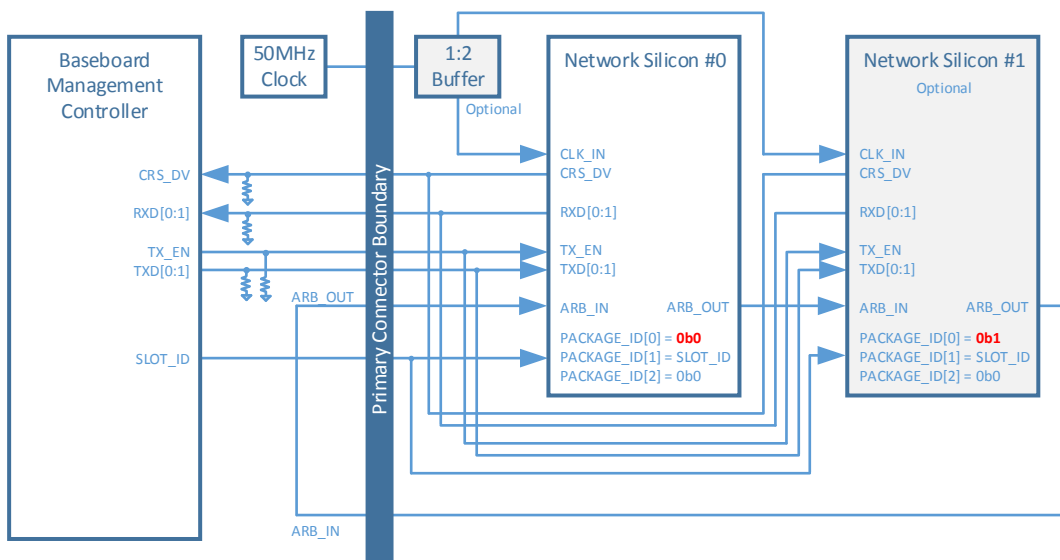 Baseboard
Management
Controller
50MHz
Clock
1:2
Buffer
Optional
Network Silicon #0
Network Silicon #1
Optional
Primary Connector Boundary
CRS_DV
RXD[0:1]
TX_EN
TXD[0:1]
SLOT_ID
ARB_OUT
ARB_IN
CLK_IN
CRS_DV
RXD[0:1]
TX_EN
TXD[0:1]
ARB_IN ARB_OUT
PACKAGE_ID[0] = 0b0
PACKAGE_ID[1] = SLOT_ID
PACKAGE_ID[2] = 0b0
CLK_IN
CRS_DV
RXD[0:1]
TX_EN
TXD[0:1]
ARB_IN ARB_OUT
PACKAGE_ID[0] = 0b1
PACKAGE_ID[1] = SLOT_ID
PACKAGE_ID[2] = 0b0